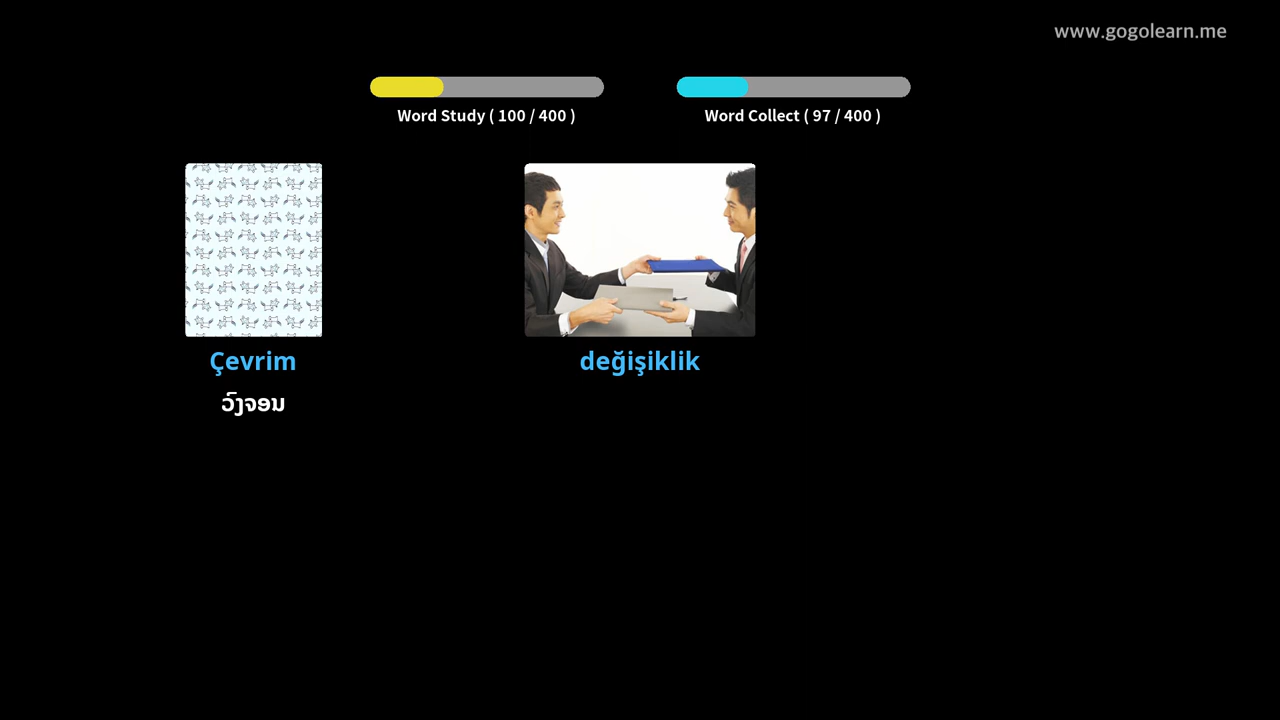 www.gogolearn.me
Word Study ( 100 / 400 )
Word Collect ( 97 / 400 )
Çevrim
ວົງຈອນ
değişiklik